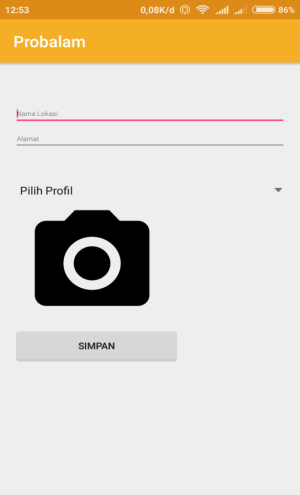 12:53 0,08K/d 86%
Probalam
Nama Lokasi
Alamat
Pilih Profil
SIMPAN